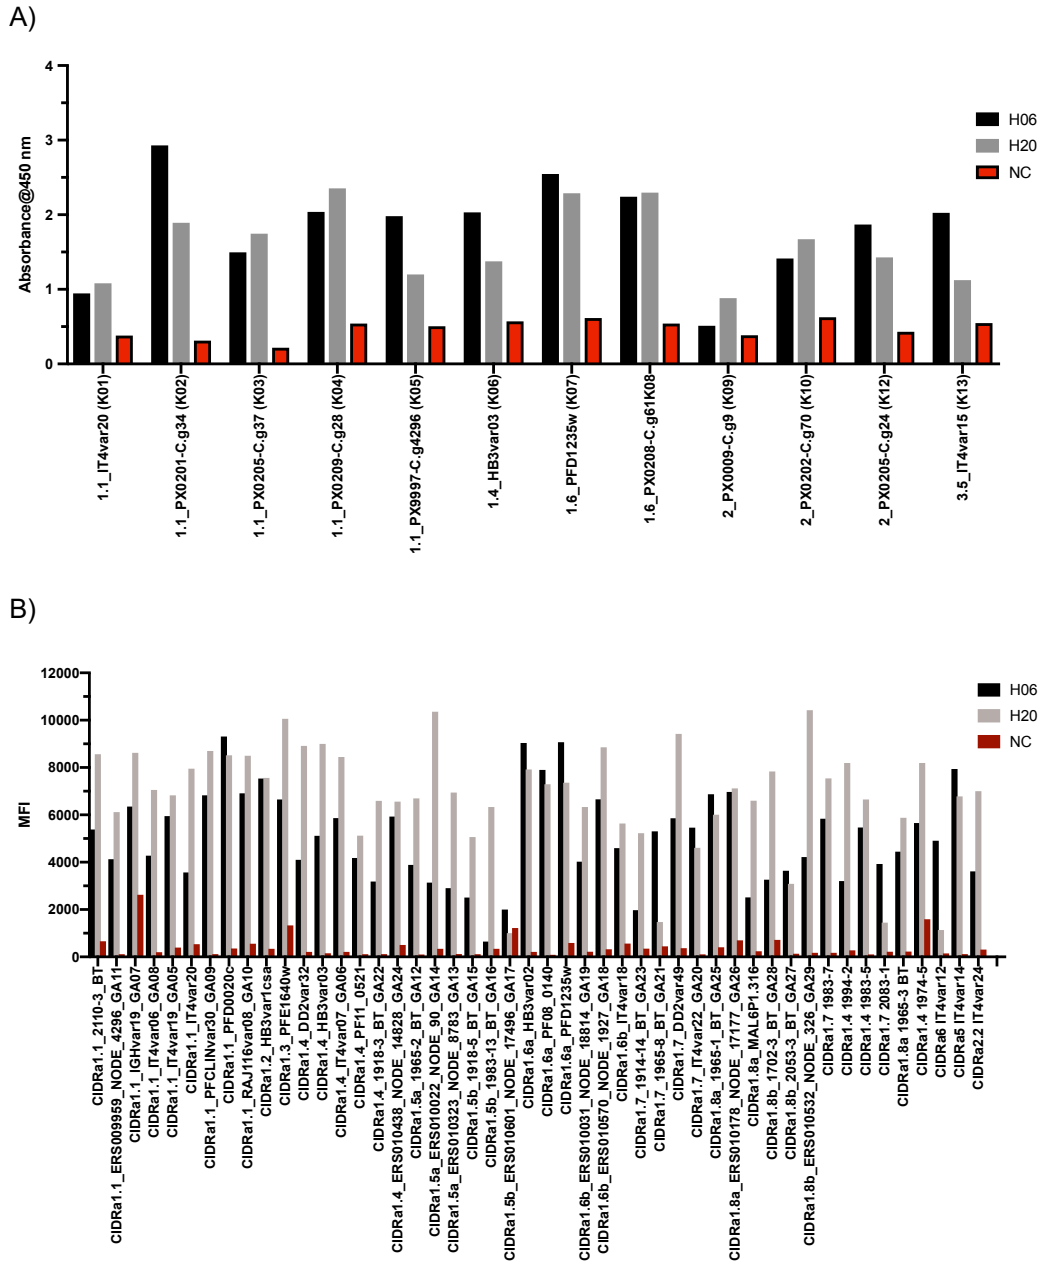 A)
4
3
2
1
0
Absorbance@450 nm
H06
H20
NC
1.1_IT4var20 (K01)
1.1_PX0201-C.g34 (K02)
1.1_PX0205-C.g37 (K03)
1.1_PX0209-C.g28 (K04)
1.1_PX9997-C.g4296 (K05)
1.4_HB3var03 (K06)
1.6_PFD1235w (K07)
1.6_PX0208-C.g61K08
2_PX0009-C.g9 (K09)
2_PX0202-C.g70 (K10)
2_PX0205-C.g24 (K12)
3.5_IT4var15 (K13)
B)
12000
10000
8000
6000
4000
2000
0
MFI
H06
H20
NC
CIDRa1.1_2110-3_BT
CIDRa1.1_ERS009959_NODE_4296_GA11
CIDRa1.1_IGHvar19_GA07
CIDRa1.1_IT4var06_GA08
CIDRa1.1_IT4var19_GA05
CIDRa1.1_IT4var20
CIDRa1.1_PFCLINvar30_GA09
CIDRa1.1_PFD0020c
CIDRa1.1_RAJ116var08_GA10
CIDRa1.2_HB3var1csa
CIDRa1.3_PFE1640w
CIDRa1.4_DD2var32
CIDRa1.4_HB3var03
CIDRa1.4_IT4var07_GA06
CIDRa1.4_PF11_0521
CIDRa1.4_1918-3_BT_GA22
CIDRa1.4_ERS010438_NODE_14828_GA24
CIDRa1.5a_1965-2_BT_GA12
CIDRa1.5a_ERS010022_NODE_90_GA14
CIDRa1.5a_ERS010323_NODE_8783_GA13
CIDRa1.5b_1918-5_BT_GA15
CIDRa1.5b_1983-13_BT_GA16
CIDRa1.5b_ERS010601_NODE_17496_GA17
CIDRa1.6a_HB3var02
CIDRa1.6a_PF08_0140
CIDRa1.6a_PFD1235w
CIDRa1.6b_ERS010031_NODE_18814_GA19
CIDRa1.6b_ERS010570_NODE_1927_GA18
CIDRa1.6b_IT4var18
CIDRa1.7_1914-14_BT_GA23
CIDRa1.7_1965-8_BT_GA21
CIDRa1.7_DD2var49
CIDRa1.7_IT4var22_GA20
CIDRa1.8a_1965-1_BT_GA25
CIDRa1.8a_ERS010178_NODE_17177_GA26
CIDRa1.8a_MAL6P1.316
CIDRa1.8b_1702-3_BT_GA28
CIDRa1.8b_2053-3_BT_GA27
CIDRa1.8b_ERS010532_NODE_326_GA29
CIDRa1.7 1983-7
CIDRa1.4 1994-2
CIDRa1.4 1983-5
CIDRa1.7 2083-1
CIDRa1.8a 1965-3 BT
CIDRa1.4 1974-5
CIDRa6 IT4var12
CIDRa5 IT4var14
CIDRa2.2 IT4var24